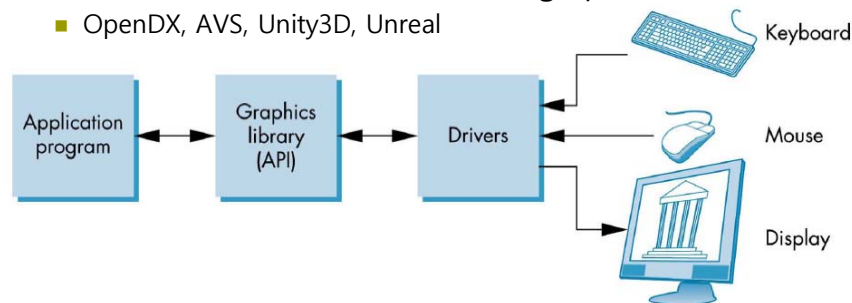 OpenDX, AVS, Unity3D, Unreal
Keyboard
Application
program
Graphics
library
(API)
Drivers
Mouse
Display